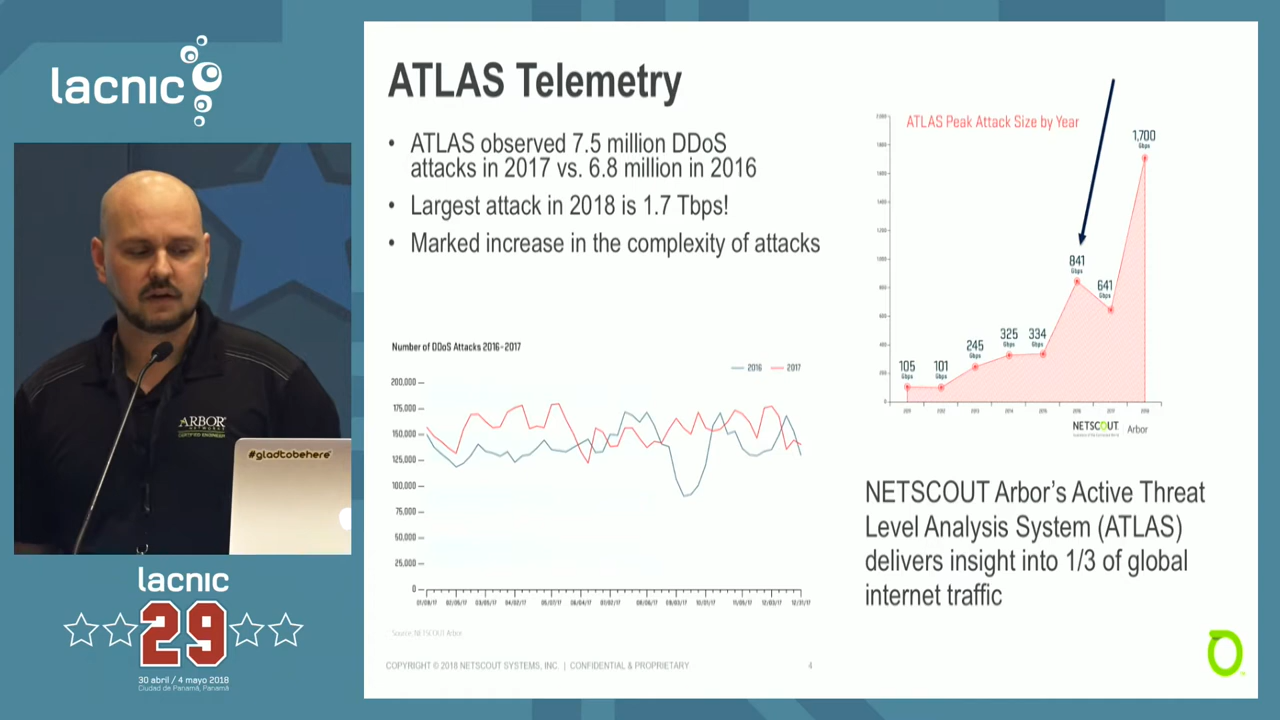 lacnic
ATLAS Telemetry
• ATLAS observed 7.5 million DDoS
attacks in 2017 vs. 6.8 million in 2016
• Largest attack in 2018 is 1.7 Tbps!
• Marked increase in the complexity of attacks
ATLAS Peak Attack Size by Year
1,700
Gbps
841
Gbps
641
Gbps
325
Gbps
334
Gbps
245
Gbps
105
Gbps
101
Gbps
NETSCOUT | Arbor
Number of DDoS Attacks 2016-2017
2016 2017
200,000
175,000
150,000
125,000
100,000
75,000
50,000
25,000
0
Source: NETSCOUT Arbor
NETSCOUT Arbor's Active Threat
Level Analysis System (ATLAS)
delivers insight into 1/3 of global
internet traffic
COPYRIGHT © 2018 NETSCOUT SYSTEMS, INC. | CONFIDENTIAL & PROPRIETARY
4
ARBOR
NETWORKS
CERTIFIED ENGINEER
#gladtobehere
lacnic
29
30 abril / 4 mayo 2018
Ciudad de Panamá, Panamá